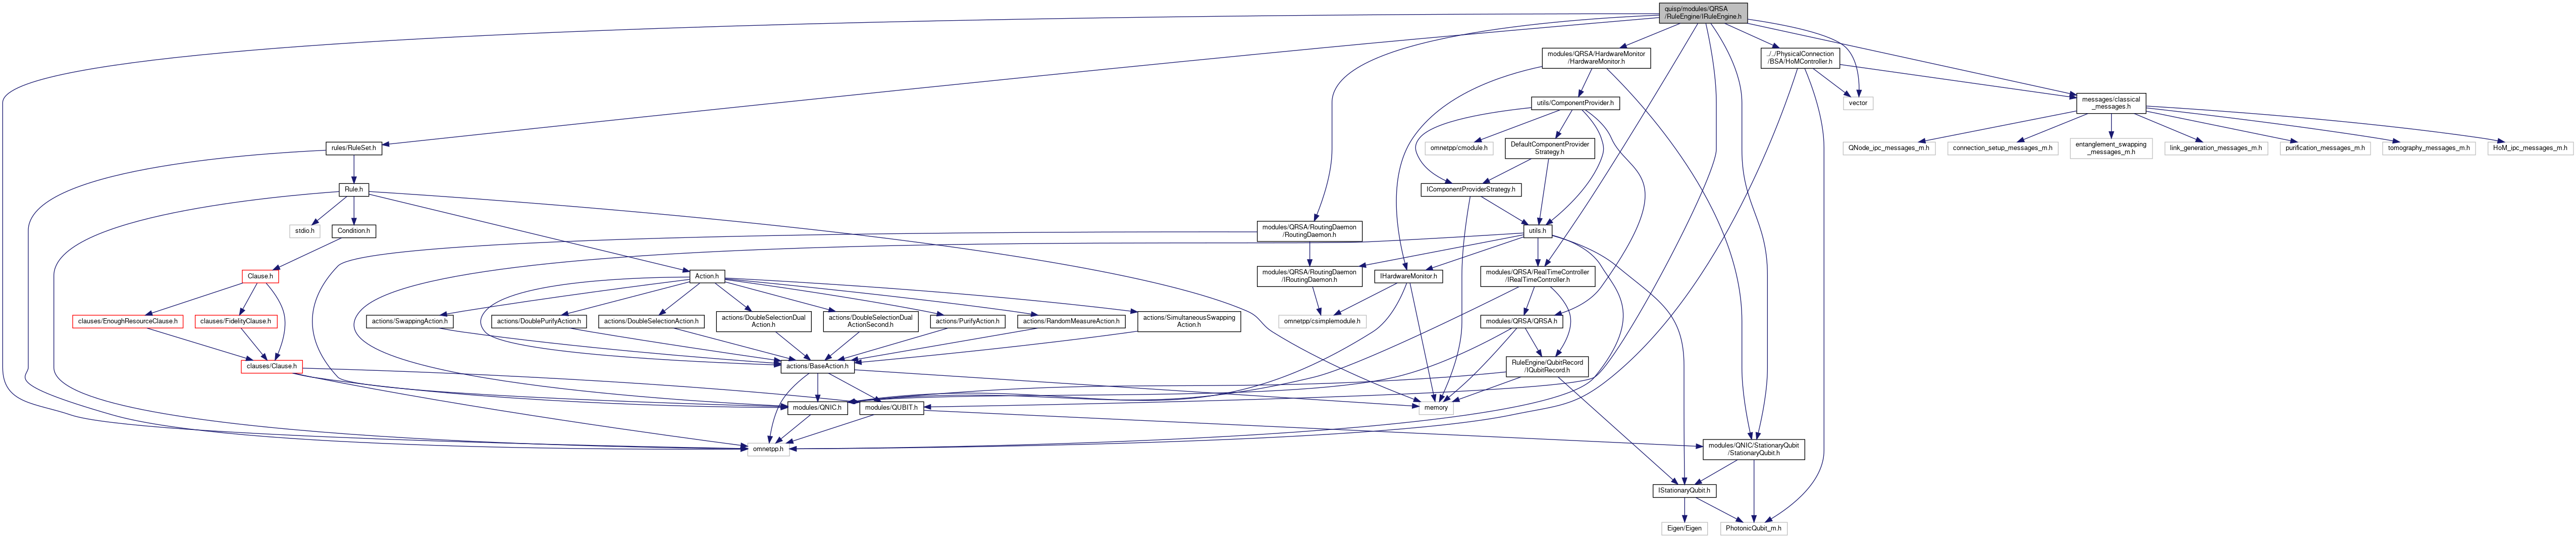 quisp/modules/QRSA
/RuleEngine/IRuleEngine.h
modules/QRSA/HardwareMonitor
/HardwareMonitor.h
../../PhysicalConnection
/BSA/HoMController.h
utils/ComponentProvider.h
vector
messages/classical
_messages.h
rules/RuleSet.h
omnetpp/cmodule.h
DefaultComponentProvider
Strategy.h
QNode_ipc_messages_m.h
connection_setup_messages_m.h
entanglement_swapping
_messages_m.h
link_generation_messages_m.h
purification_messages_m.h
tomography_messages_m.h
HoM_ipc_messages_m.h
Rule.h
IComponentProviderStrategy.h
stdio.h
Condition.h
modules/QRSA/RoutingDaemon
/RoutingDaemon.h
utils.h
Clause.h
Action.h
modules/QRSA/RoutingDaemon
/IRoutingDaemon.h
IHardwareMonitor.h
modules/QRSA/RealTimeController
/IRealTimeController.h
clauses/EnoughResourceClause.h
clauses/FidelityClause.h
actions/SwappingAction.h
actions/DoublePurifyAction.h
actions/DoubleSelectionAction.h
actions/DoubleSelectionDual
Action.h
actions/DoubleSelectionDual
ActionSecond.h
actions/PurifyAction.h
actions/RandomMeasureAction.h
actions/SimultaneousSwapping
Action.h
omnetpp/csimplemodule.h
modules/QRSA/QRSA.h
clauses/Clause.h
actions/BaseAction.h
RuleEngine/QubitRecord
/IQubitRecord.h
modules/QNIC.h
modules/QUBIT.h
memory
omnetpp.h
modules/QNIC/StationaryQubit
/StationaryQubit.h
IStationaryQubit.h
Eigen/Eigen
PhotonicQubit_m.h